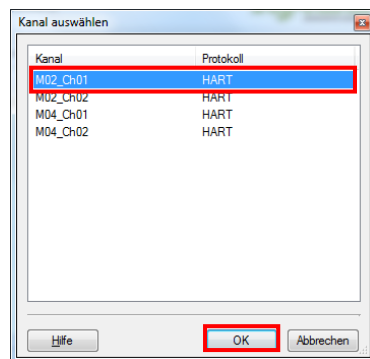 Kanal auswählen
Kanal Protokoll
M02_Ch01 HART
M02_Ch02 HART
M04_Ch01 HART
M04_Ch02 HART
Hilfe OK Abbrechen